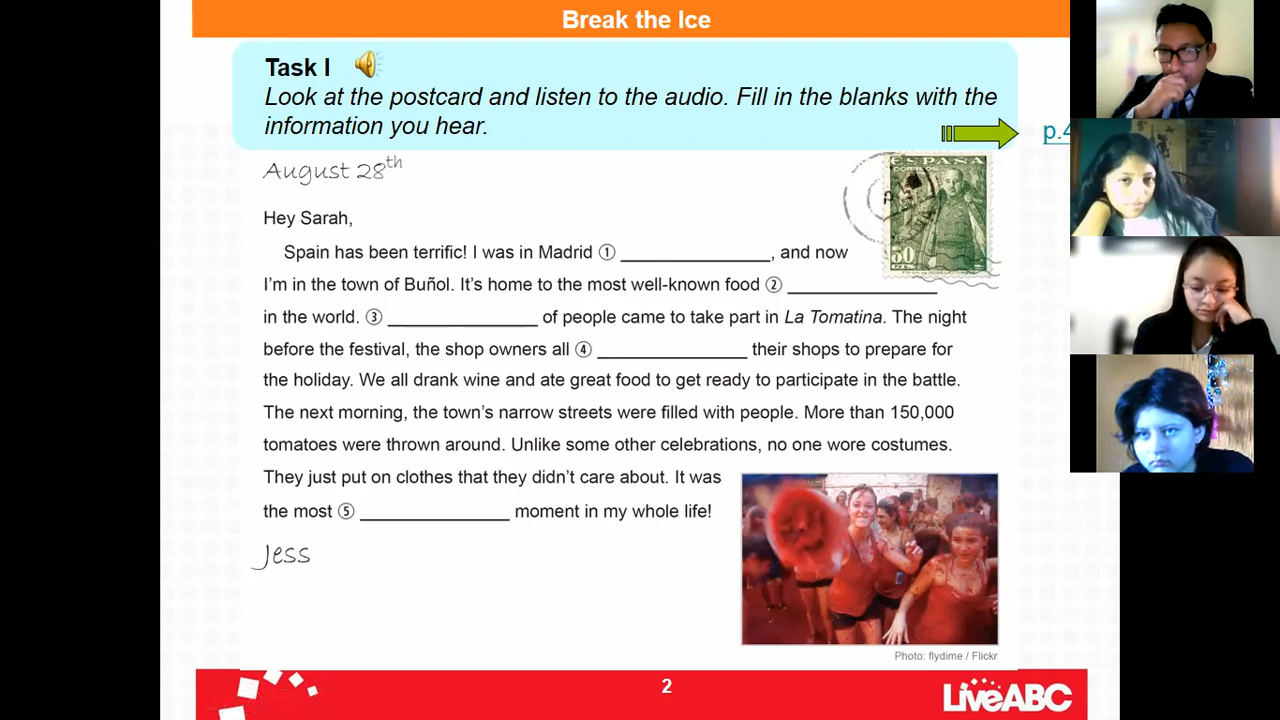 Break the Ice
Task I
Look at the postcard and listen to the audio. Fill in the blanks with the
information you hear.
p.4
August 28th
ESPAÑA
CORREOS
60
Hey Sarah,
Spain has been terrific! I was in Madrid ① ______________, and now
I'm in the town of Buñol. It's home to the most well-known food ② ______________
in the world. ③ ______________ of people came to take part in La Tomatina. The night
before the festival, the shop owners all ④ ______________ their shops to prepare for
the holiday. We all drank wine and ate great food to get ready to participate in the battle.
The next morning, the town's narrow streets were filled with people. More than 150,000
tomatoes were thrown around. Unlike some other celebrations, no one wore costumes.
They just put on clothes that they didn't care about. It was
the most ⑤ ______________ moment in my whole life!
Jess
Photo: flydime / Flickr
2
LiveABC